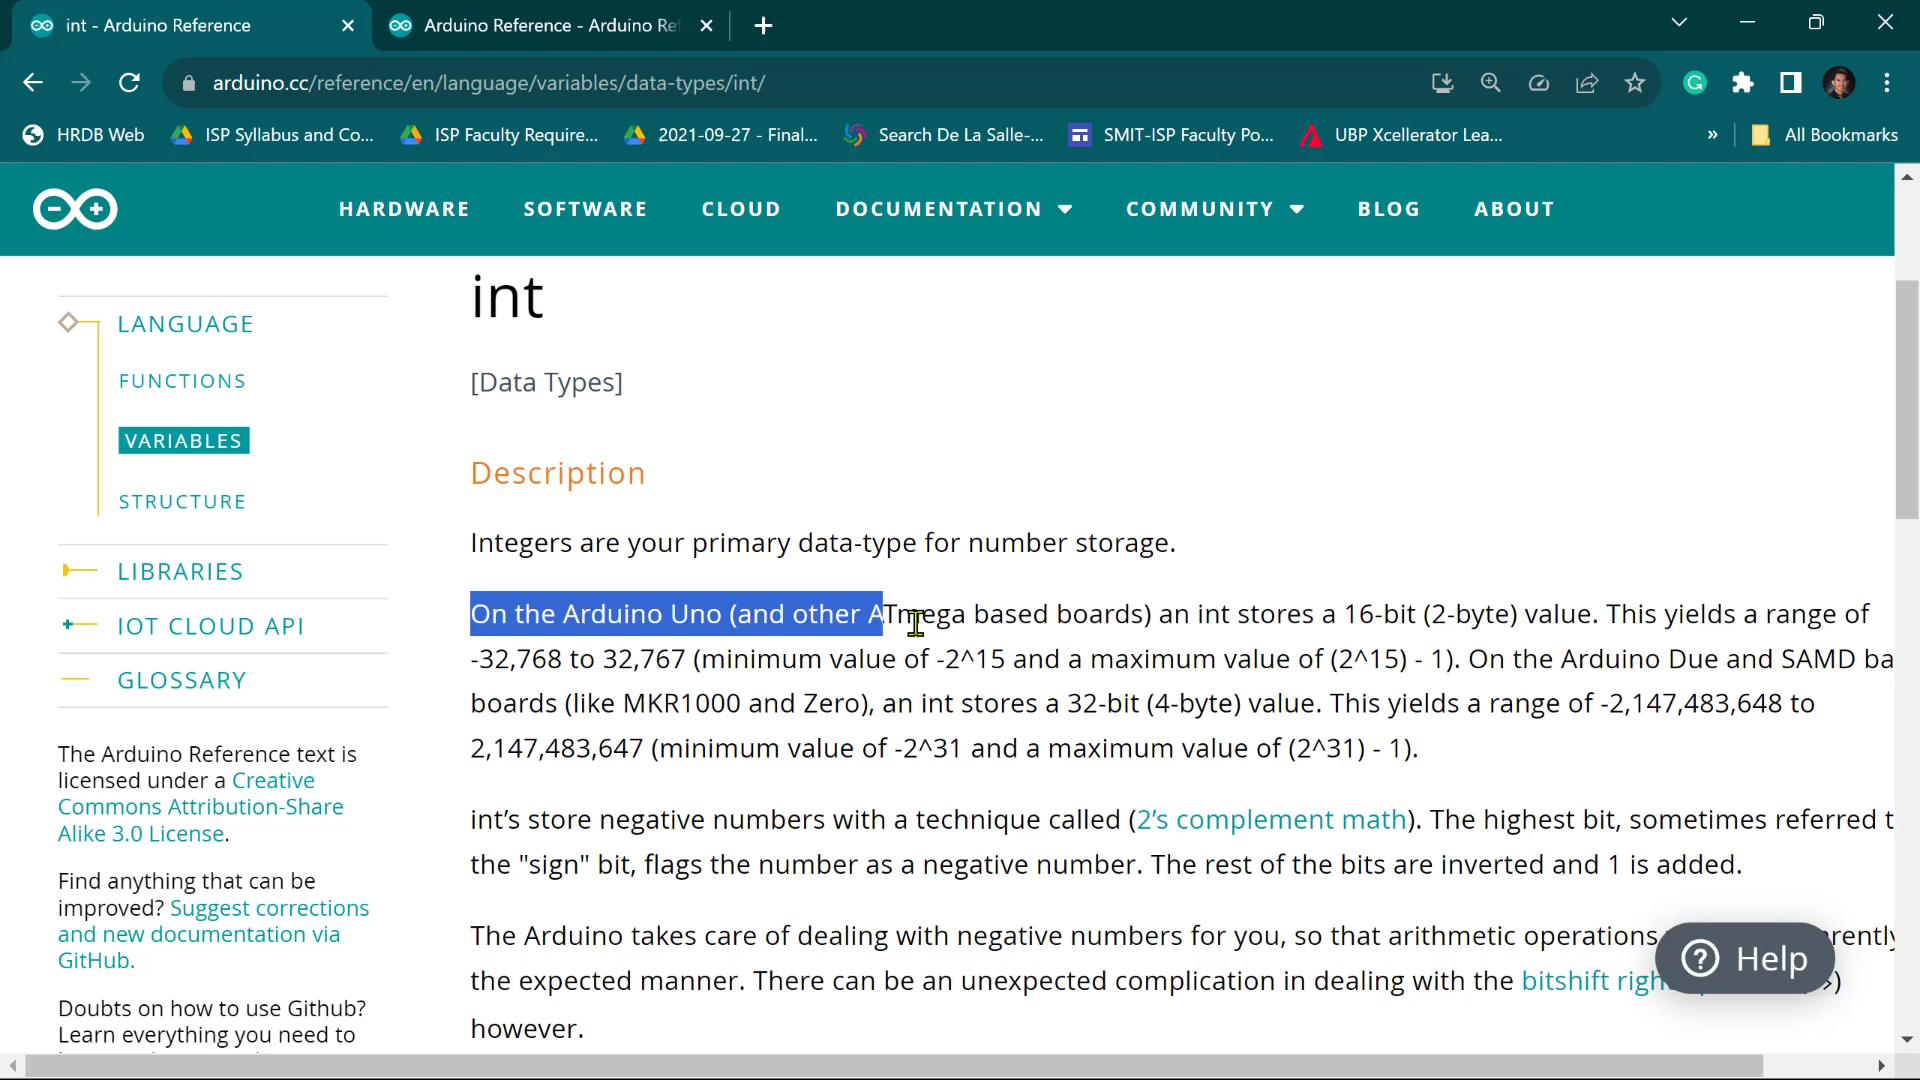 int - Arduino Reference
Arduino Reference - Arduino Re
arduino.cc/reference/en/language/variables/data-types/int/
HRDB Web
ISP Syllabus and Co...
ISP Faculty Require...
2021-09-27 - Final...
Search De La Salle-...
SMIT-ISP Faculty Po...
UBP Xcellerator Lea...
»
All Bookmarks
HARDWARE
SOFTWARE
CLOUD
DOCUMENTATION
COMMUNITY
BLOG
ABOUT
LANGUAGE
FUNCTIONS
VARIABLES
STRUCTURE
LIBRARIES
IOT CLOUD API
GLOSSARY
The Arduino Reference text is
licensed under a Creative
Commons Attribution-Share
Alike 3.0 License.
Find anything that can be
improved? Suggest corrections
and new documentation via
GitHub.
Doubts on how to use Github?
Learn everything you need to
int
[Data Types]
Description
Integers are your primary data-type for number storage.
On the Arduino Uno (and other ATmega based boards) an int stores a 16-bit (2-byte) value. This yields a range of
-32,768 to 32,767 (minimum value of -2^15 and a maximum value of (2^15) - 1). On the Arduino Due and SAMD ba
boards (like MKR1000 and Zero), an int stores a 32-bit (4-byte) value. This yields a range of -2,147,483,648 to
2,147,483,647 (minimum value of -2^31 and a maximum value of (2^31) - 1).
int’s store negative numbers with a technique called (2’s complement math). The highest bit, sometimes referred t
the "sign" bit, flags the number as a negative number. The rest of the bits are inverted and 1 is added.
The Arduino takes care of dealing with negative numbers for you, so that arithmetic operations
the expected manner. There can be an unexpected complication in dealing with the bitshift righ
however.
Help